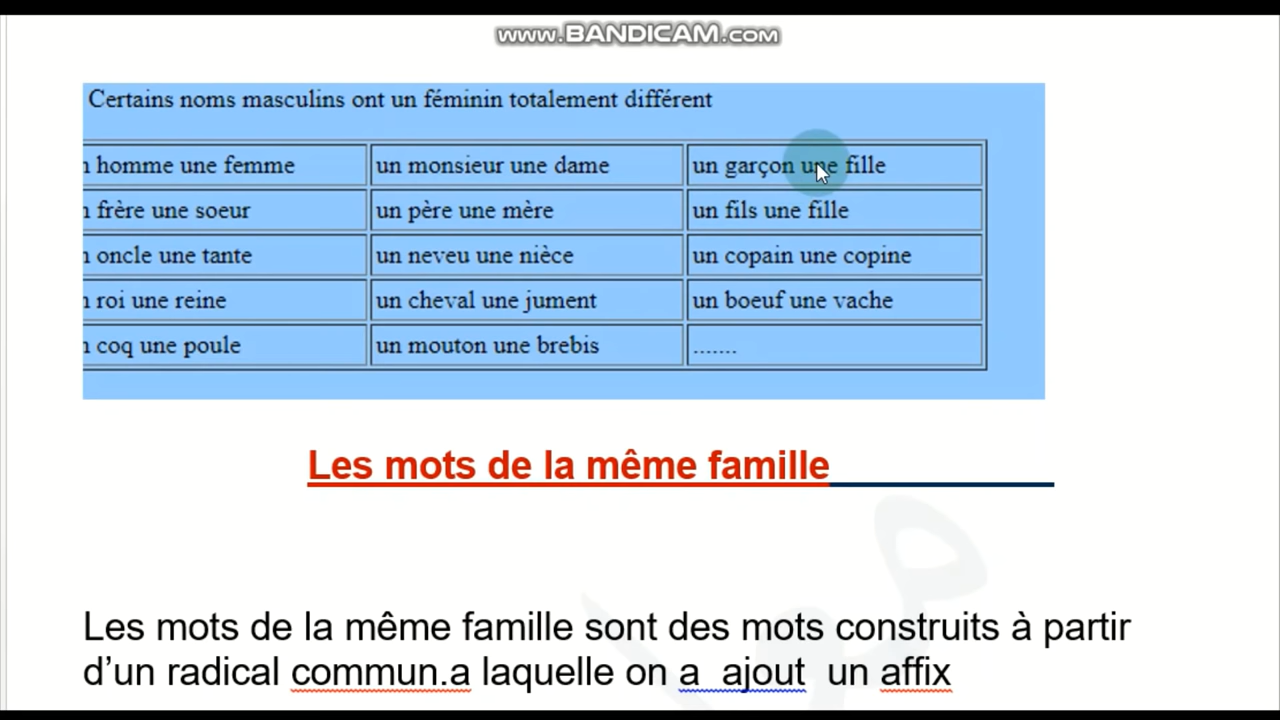 www.BANDICAM.com
Certains noms masculins ont un féminin totalement différent
homme une femme un monsieur une dame un garçon une fille
frère une soeur un père une mère un fils une fille
oncle une tante un neveu une nièce un copain une copine
roi une reine un cheval une jument un boeuf une vache
coq une poule un mouton une brebis .......
Les mots de la même famille
Les mots de la même famille sont des mots construits à partir
d’un radical commun.a laquelle on a ajout un affix